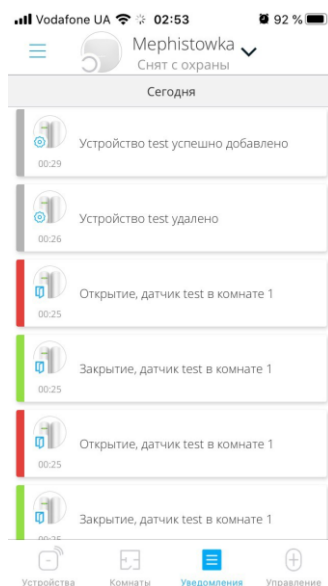 Vodafone UA 02:53 92 %
Mephistowka
Снят с охраны
Сегодня
Устройство test успешно добавлено
00:29
Устройство test удалено
00:26
Открытие, датчик test в комнате 1
00:25
Закрытие, датчик test в комнате 1
00:25
Открытие, датчик test в комнате 1
00:25
Закрытие, датчик test в комнате 1
00:25
Устройства Комнаты Уведомления Управление